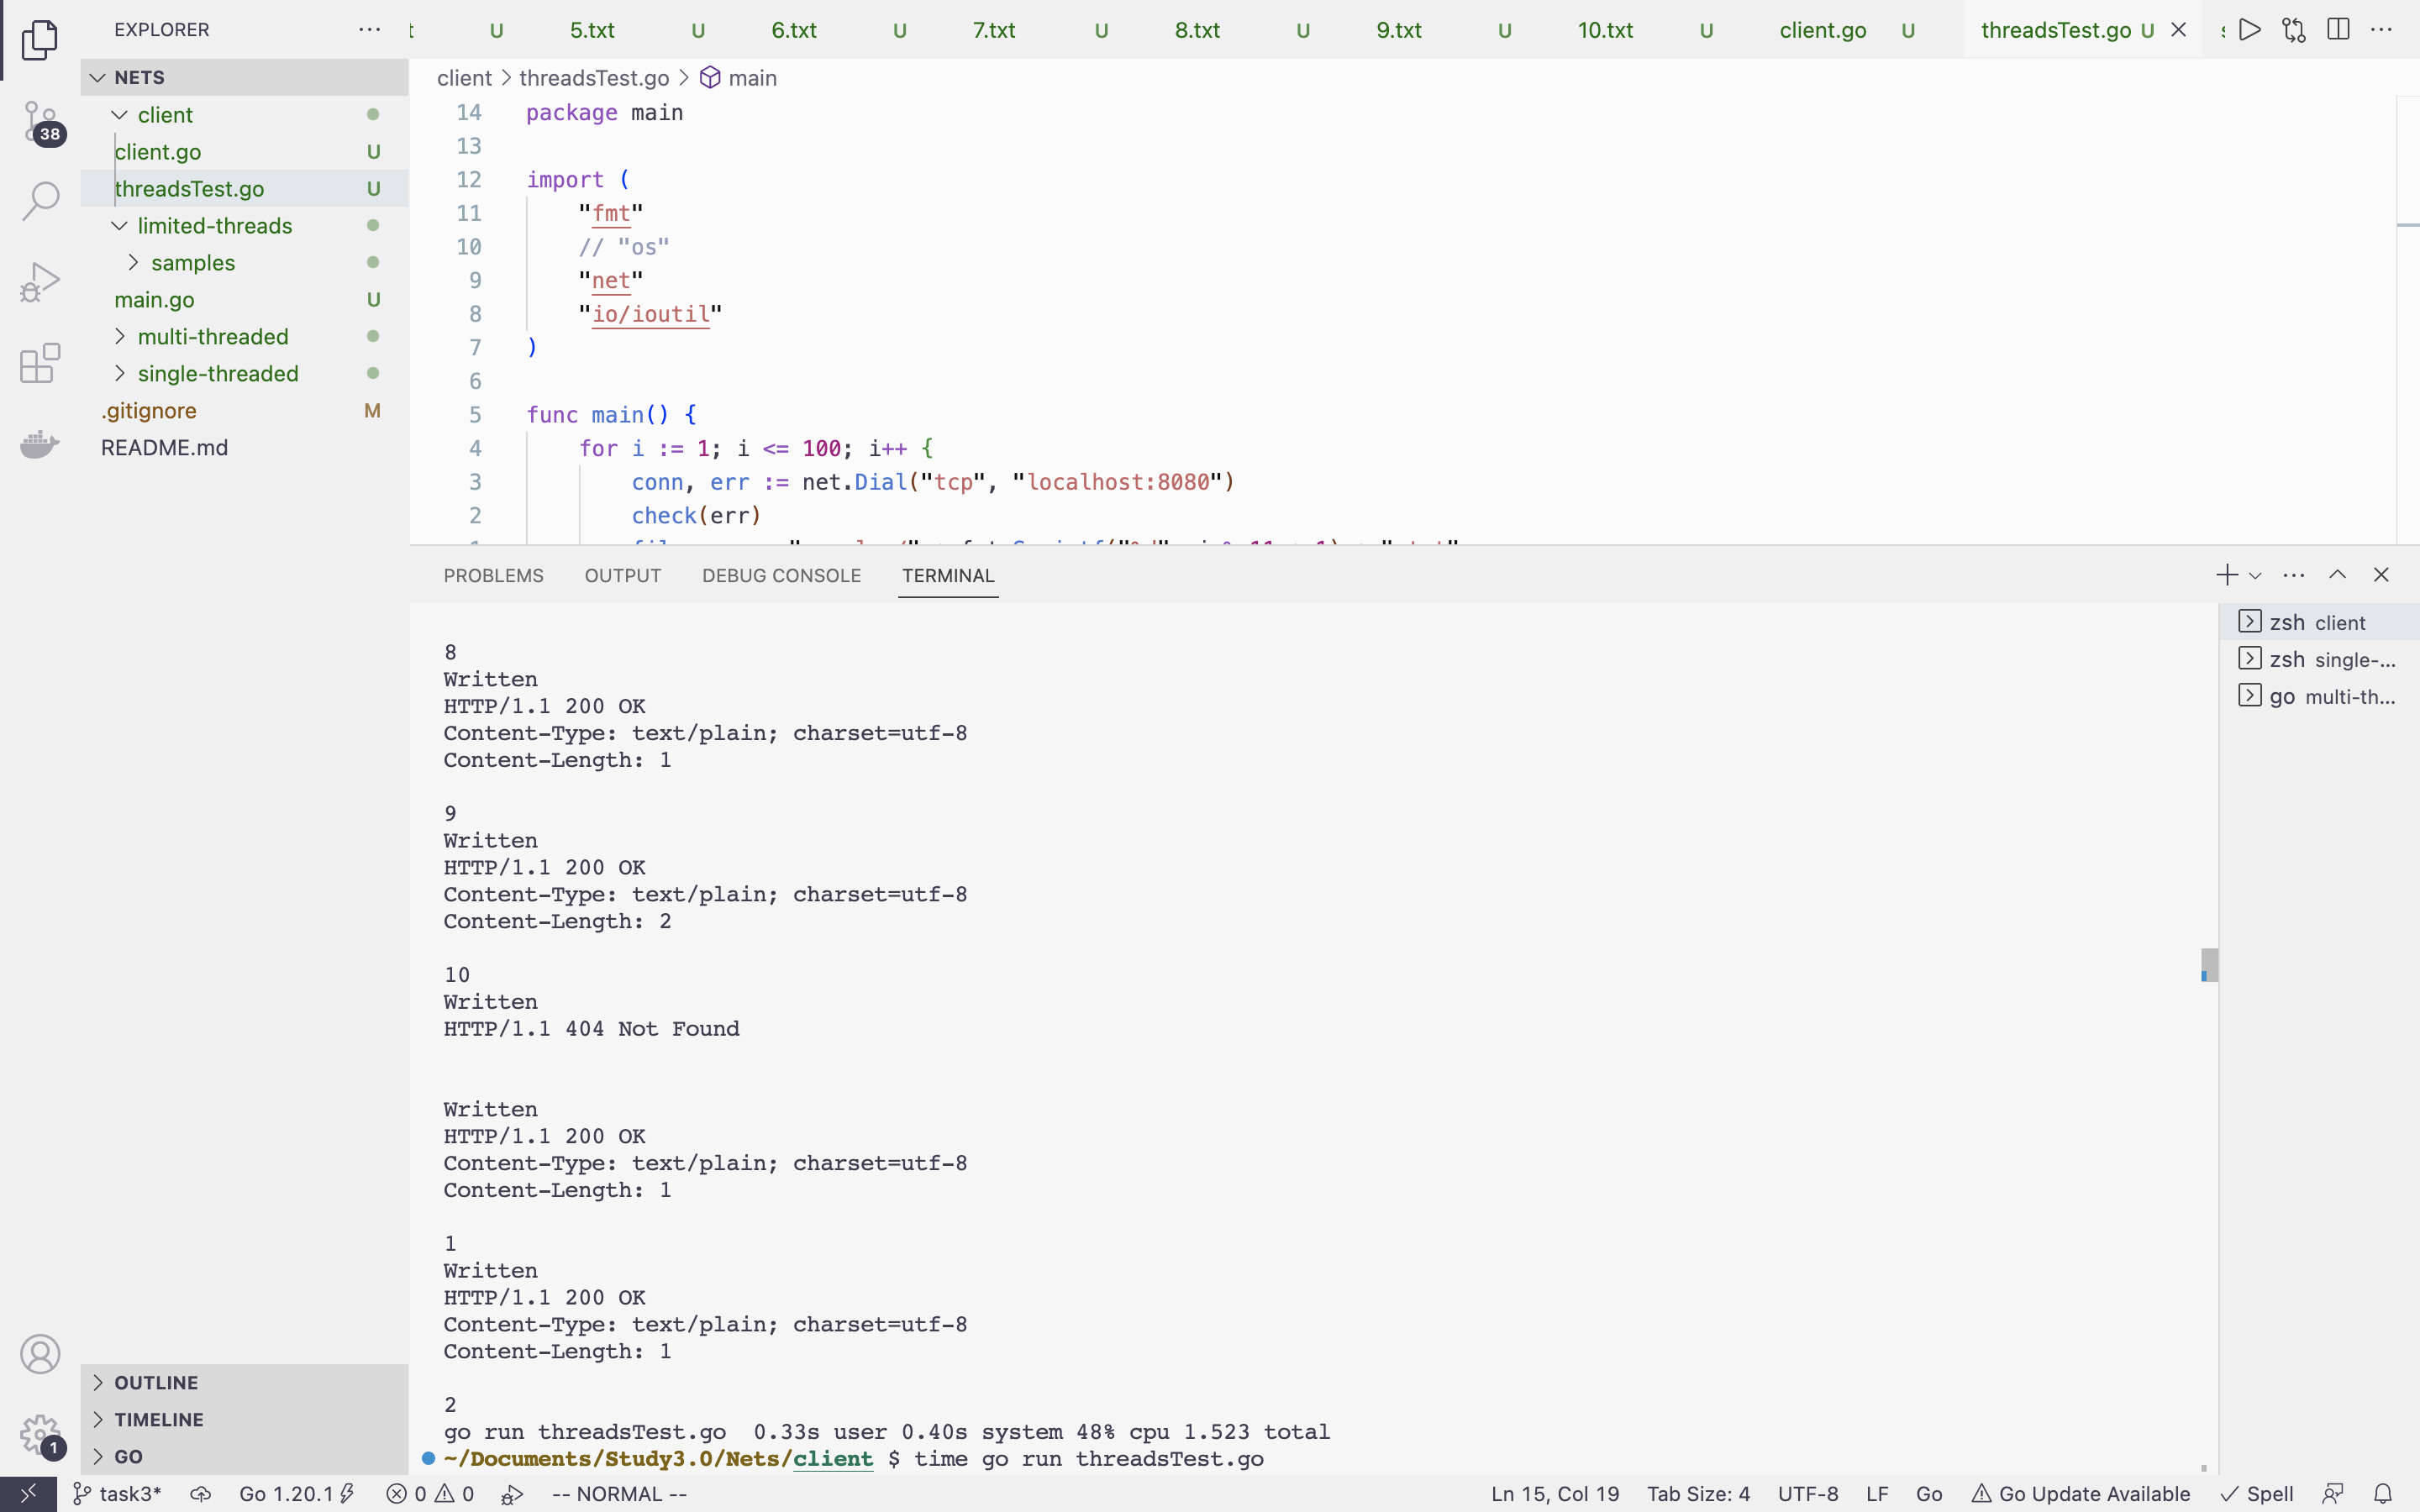 EXPLORER
NETS
client
client.go U
threadsTest.go U
limited-threads
samples
main.go U
multi-threaded
single-threaded
.gitignore M
README.md
OUTLINE
TIMELINE
GO
38
1
t U 5.txt U 6.txt U 7.txt U 8.txt U 9.txt U 10.txt U client.go U threadsTest.go U
client > threadsTest.go > main
14 package main
13
12 import (
11 "fmt"
10 // "os"
9 "net"
8 "io/ioutil"
7 )
6
5 func main() {
4 for i := 1; i <= 100; i++ {
3 conn, err := net.Dial("tcp", "localhost:8080")
2 check(err)
PROBLEMS OUTPUT DEBUG CONSOLE TERMINAL
8
Written
HTTP/1.1 200 OK
Content-Type: text/plain; charset=utf-8
Content-Length: 1
9
Written
HTTP/1.1 200 OK
Content-Type: text/plain; charset=utf-8
Content-Length: 2
10
Written
HTTP/1.1 404 Not Found
Written
HTTP/1.1 200 OK
Content-Type: text/plain; charset=utf-8
Content-Length: 1
1
Written
HTTP/1.1 200 OK
Content-Type: text/plain; charset=utf-8
Content-Length: 1
2
go run threadsTest.go  0.33s user 0.40s system 48% cpu 1.523 total
~/Documents/Study3.0/Nets/client $ time go run threadsTest.go
zsh client
zsh single-...
go multi-th...
task3* Go 1.20.1 0 0 -- NORMAL -- Ln 15, Col 19 Tab Size: 4 UTF-8 LF Go Go Update Available Spell